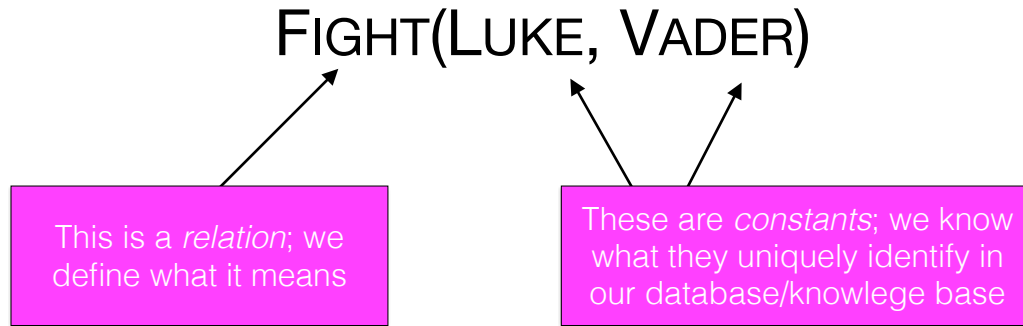 FIGHT(LUKE, VADER)
This is a relation; we
define what it means
These are constants; we know
what they uniquely identify in
our database/knowlege base